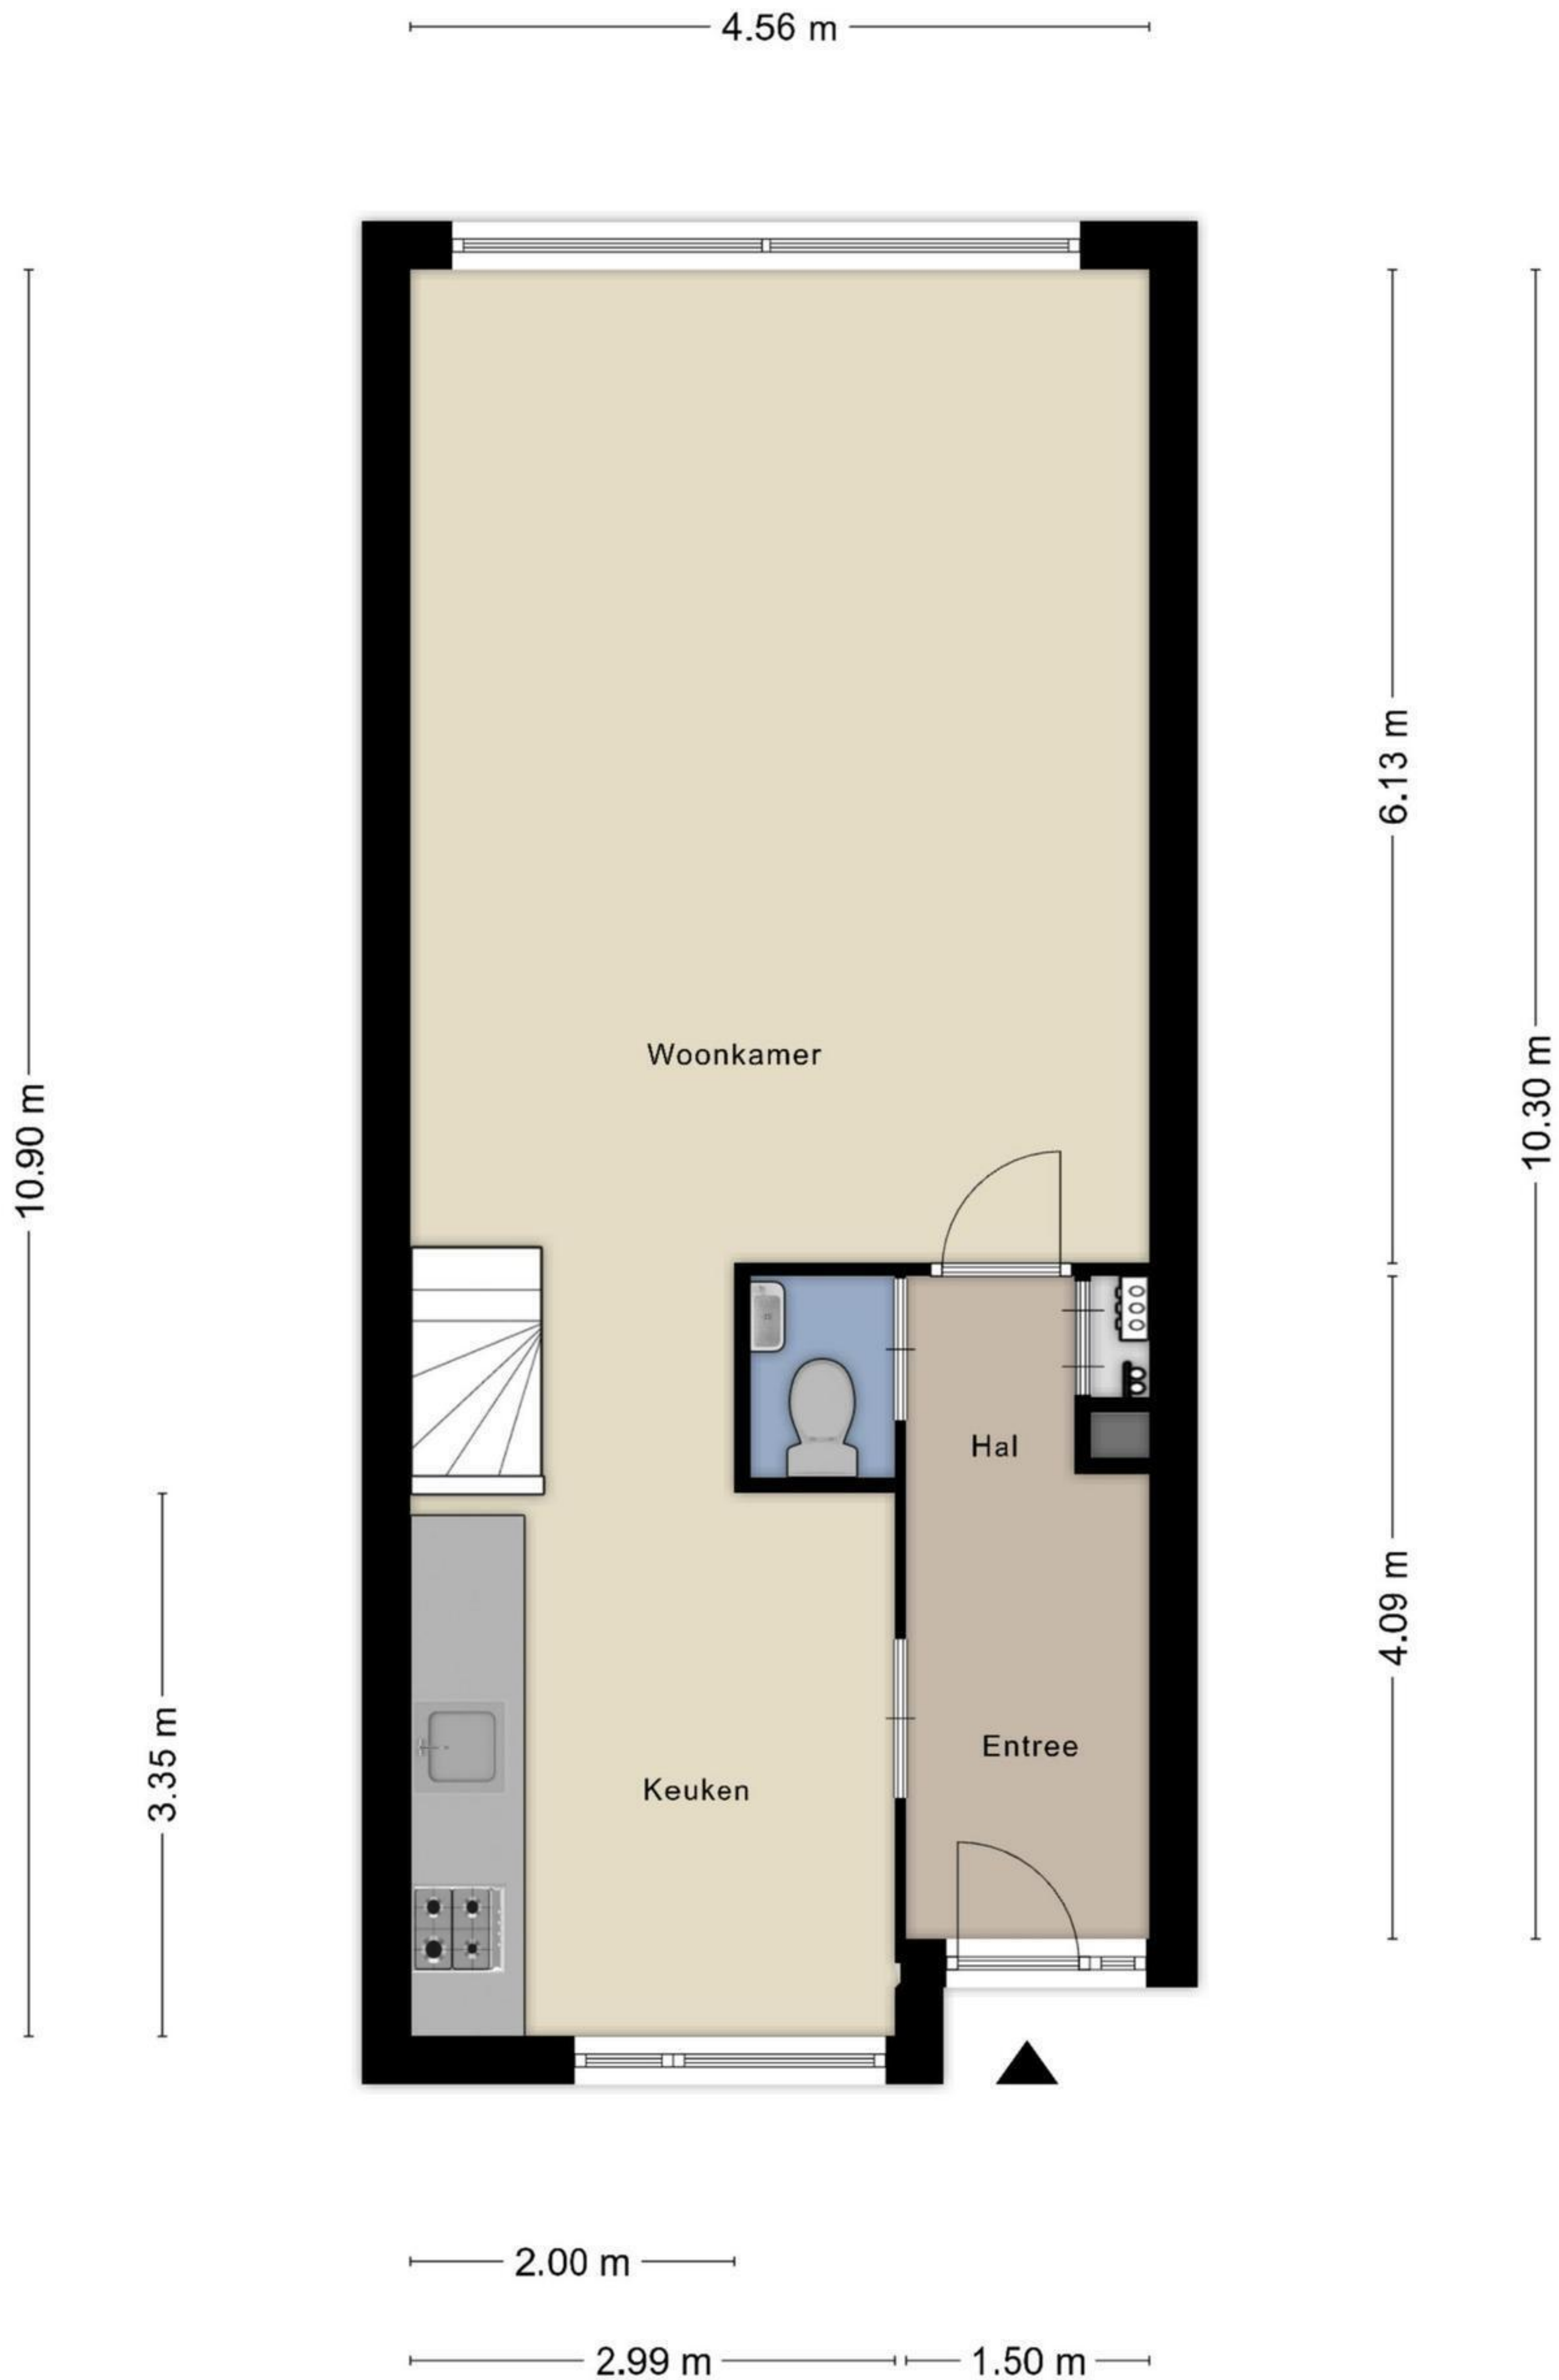 4.56 m
6.13 m
10.30 m
Woonkamer
10.90 m
Hal
4.09 m
3.35 m
Entree
Keuken
2.00 m
2.99 m
1.50 m